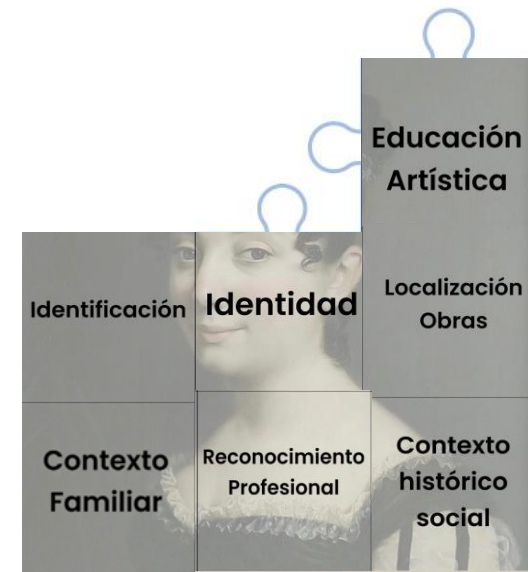 Educación
Artística
Identificación
Identidad
Localización
Obras
Contexto
Familiar
Reconocimiento
Profesional
Contexto
histórico
social